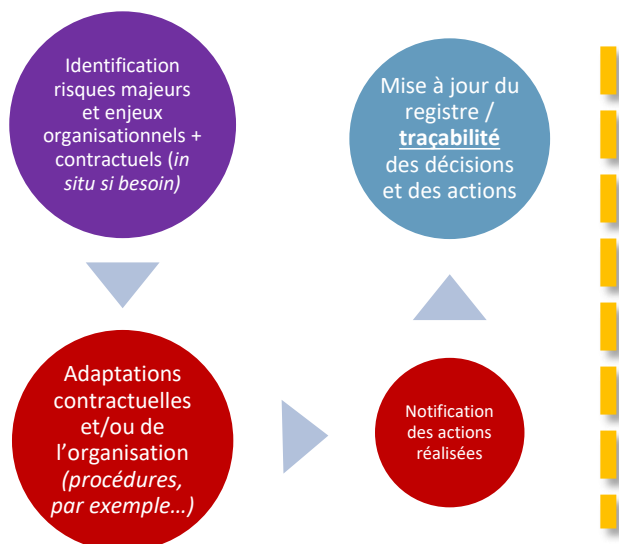 Identification
risques majeurs
et enjeux
organisationnels +
contractuels (in
situ si besoin)
Adaptations
contractuelles
et/ou de
l’organisation
(procédures,
par exemple…)
Notification
des actions
réalisées
Mise à jour du
registre /
traçabilité
des décisions
et des actions